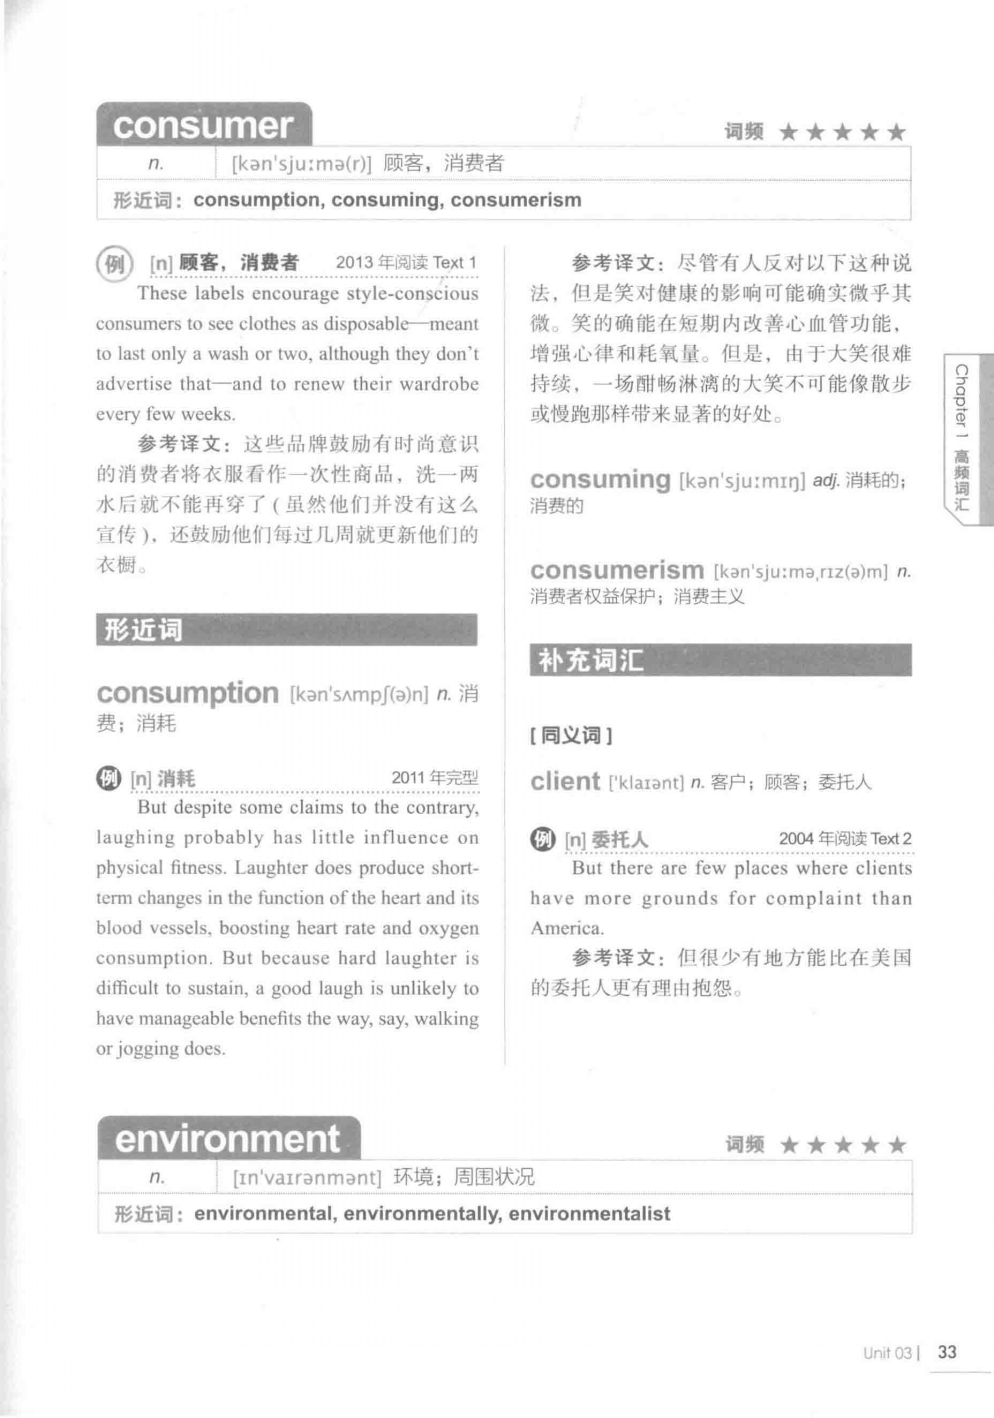 consumer
词频 ★★★★★
n. [kən'sju:mə(r)] 顾客，消费者
形近词：consumption, consuming, consumerism
例 [n] 顾客，消费者 2013 年阅读 Text 1
These labels encourage style-conscious
consumers to see clothes as disposable—meant
to last only a wash or two, although they don't
advertise that—and to renew their wardrobe
every few weeks.
参考译文：这些品牌鼓励有时尚意识
的消费者将衣服看作一次性商品，洗一两
水后就不能再穿了（虽然他们并没有这么
宣传），还鼓励他们每过几周就更新他们的
衣橱。
形近词
consumption [kən'sʌmpʃ(ə)n] n. 消
费；消耗
例 [n] 消耗 2011 年完型
But despite some claims to the contrary,
laughing probably has little influence on
physical fitness. Laughter does produce short-
term changes in the function of the heart and its
blood vessels, boosting heart rate and oxygen
consumption. But because hard laughter is
difficult to sustain, a good laugh is unlikely to
have manageable benefits the way, say, walking
or jogging does.
参考译文：尽管有人反对以下这种说
法，但是笑对健康的影响可能确实微乎其
微。笑的确能在短期内改善心血管功能，
增强心律和耗氧量。但是，由于大笑很难
持续，一场酣畅淋漓的大笑不可能像散步
或慢跑那样带来显著的好处。
consuming [kən'sju:mɪŋ] adj. 消耗的；
消费的
consumerism [kən'sju:mə,rɪz(ə)m] n.
消费者权益保护；消费主义
补充词汇
[ 同义词 ]
client ['klaɪənt] n. 客户；顾客；委托人
例 [n] 委托人 2004 年阅读 Text 2
But there are few places where clients
have more grounds for complaint than
America.
参考译文：但很少有地方能比在美国
的委托人更有理由抱怨。
Chapter 1 高频词汇
environment
词频 ★★★★★
n. [ɪn'vaɪrənmənt] 环境；周围状况
形近词：environmental, environmentally, environmentalist
Unit 03 | 33